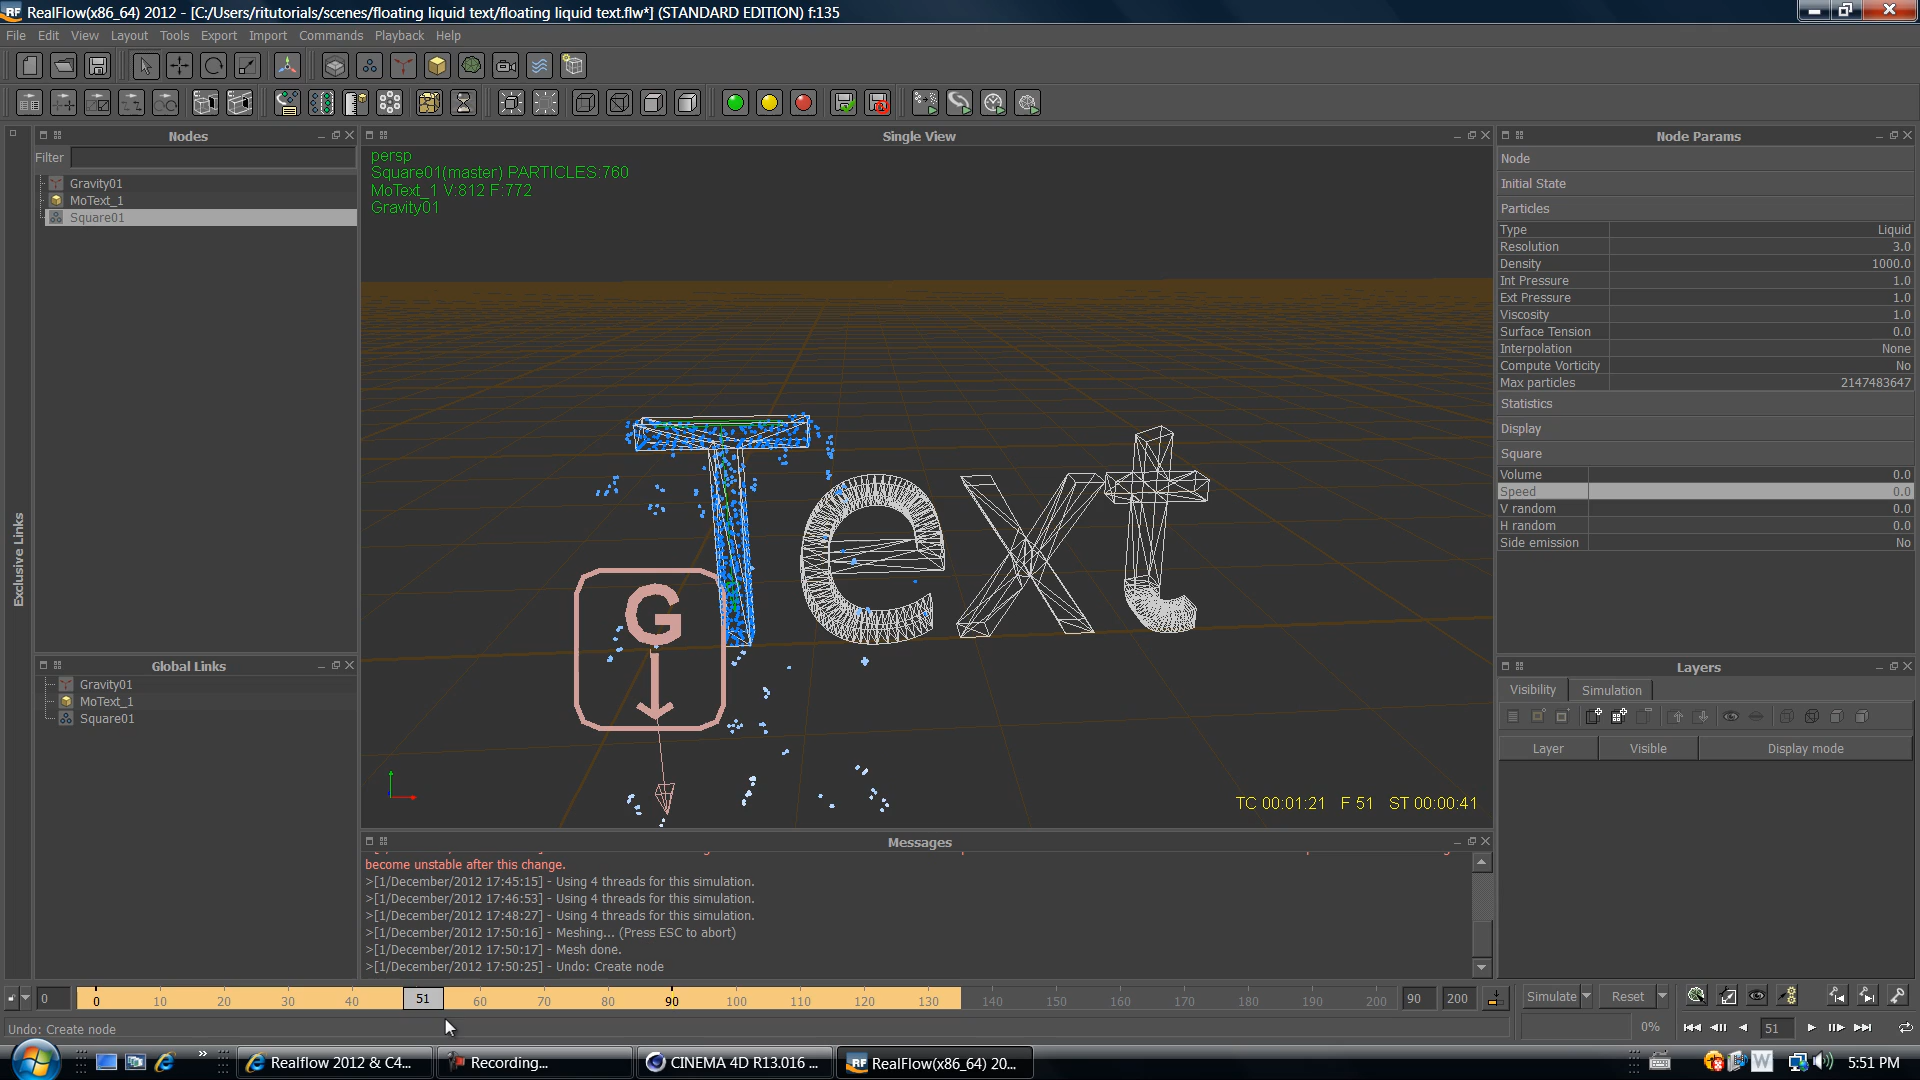 RealFlow(x86_64) 2012 - [C:/Users/ritutorials/scenes/floating liquid text/floating liquid text.flw*] (STANDARD EDITION) f:135
File Edit View Layout Tools Export Import Commands Playback Help
Nodes
Filter
Gravity01
MoText_1
Square01
Exclusive Links
Global Links
Gravity01
MoText_1
Square01
Single View
persp
Square01(master) PARTICLES:760
MoText_1 V:812 F:772
Gravity01
Text
G
TC 00:01:21 F 51 ST 00:00:41
Messages
become unstable after this change.
>[1/December/2012 17:45:15] - Using 4 threads for this simulation.
>[1/December/2012 17:46:53] - Using 4 threads for this simulation.
>[1/December/2012 17:48:27] - Using 4 threads for this simulation.
>[1/December/2012 17:50:16] - Meshing... (Press ESC to abort)
>[1/December/2012 17:50:17] - Mesh done.
>[1/December/2012 17:50:25] - Undo: Create node
Node Params
Node
Initial State
Particles
Type Liquid
Resolution 3.0
Density 1000.0
Int Pressure 1.0
Ext Pressure 1.0
Viscosity 1.0
Surface Tension 0.0
Interpolation None
Compute Vorticity No
Max particles 2147483647
Statistics
Display
Square
Volume 0.0
Speed 0.0
V random 0.0
H random 0.0
Side emission No
Layers
Visibility Simulation
Layer Visible Display mode
0 0 10 20 30 40 51 60 70 80 90 100 110 120 130 140 150 160 170 180 190 200 90 200 Simulate Reset
Undo: Create node 0% 51
Realflow 2012 & C4... Recording... CINEMA 4D R13.016 ... RF RealFlow(x86_64) 20... W 5:51 PM